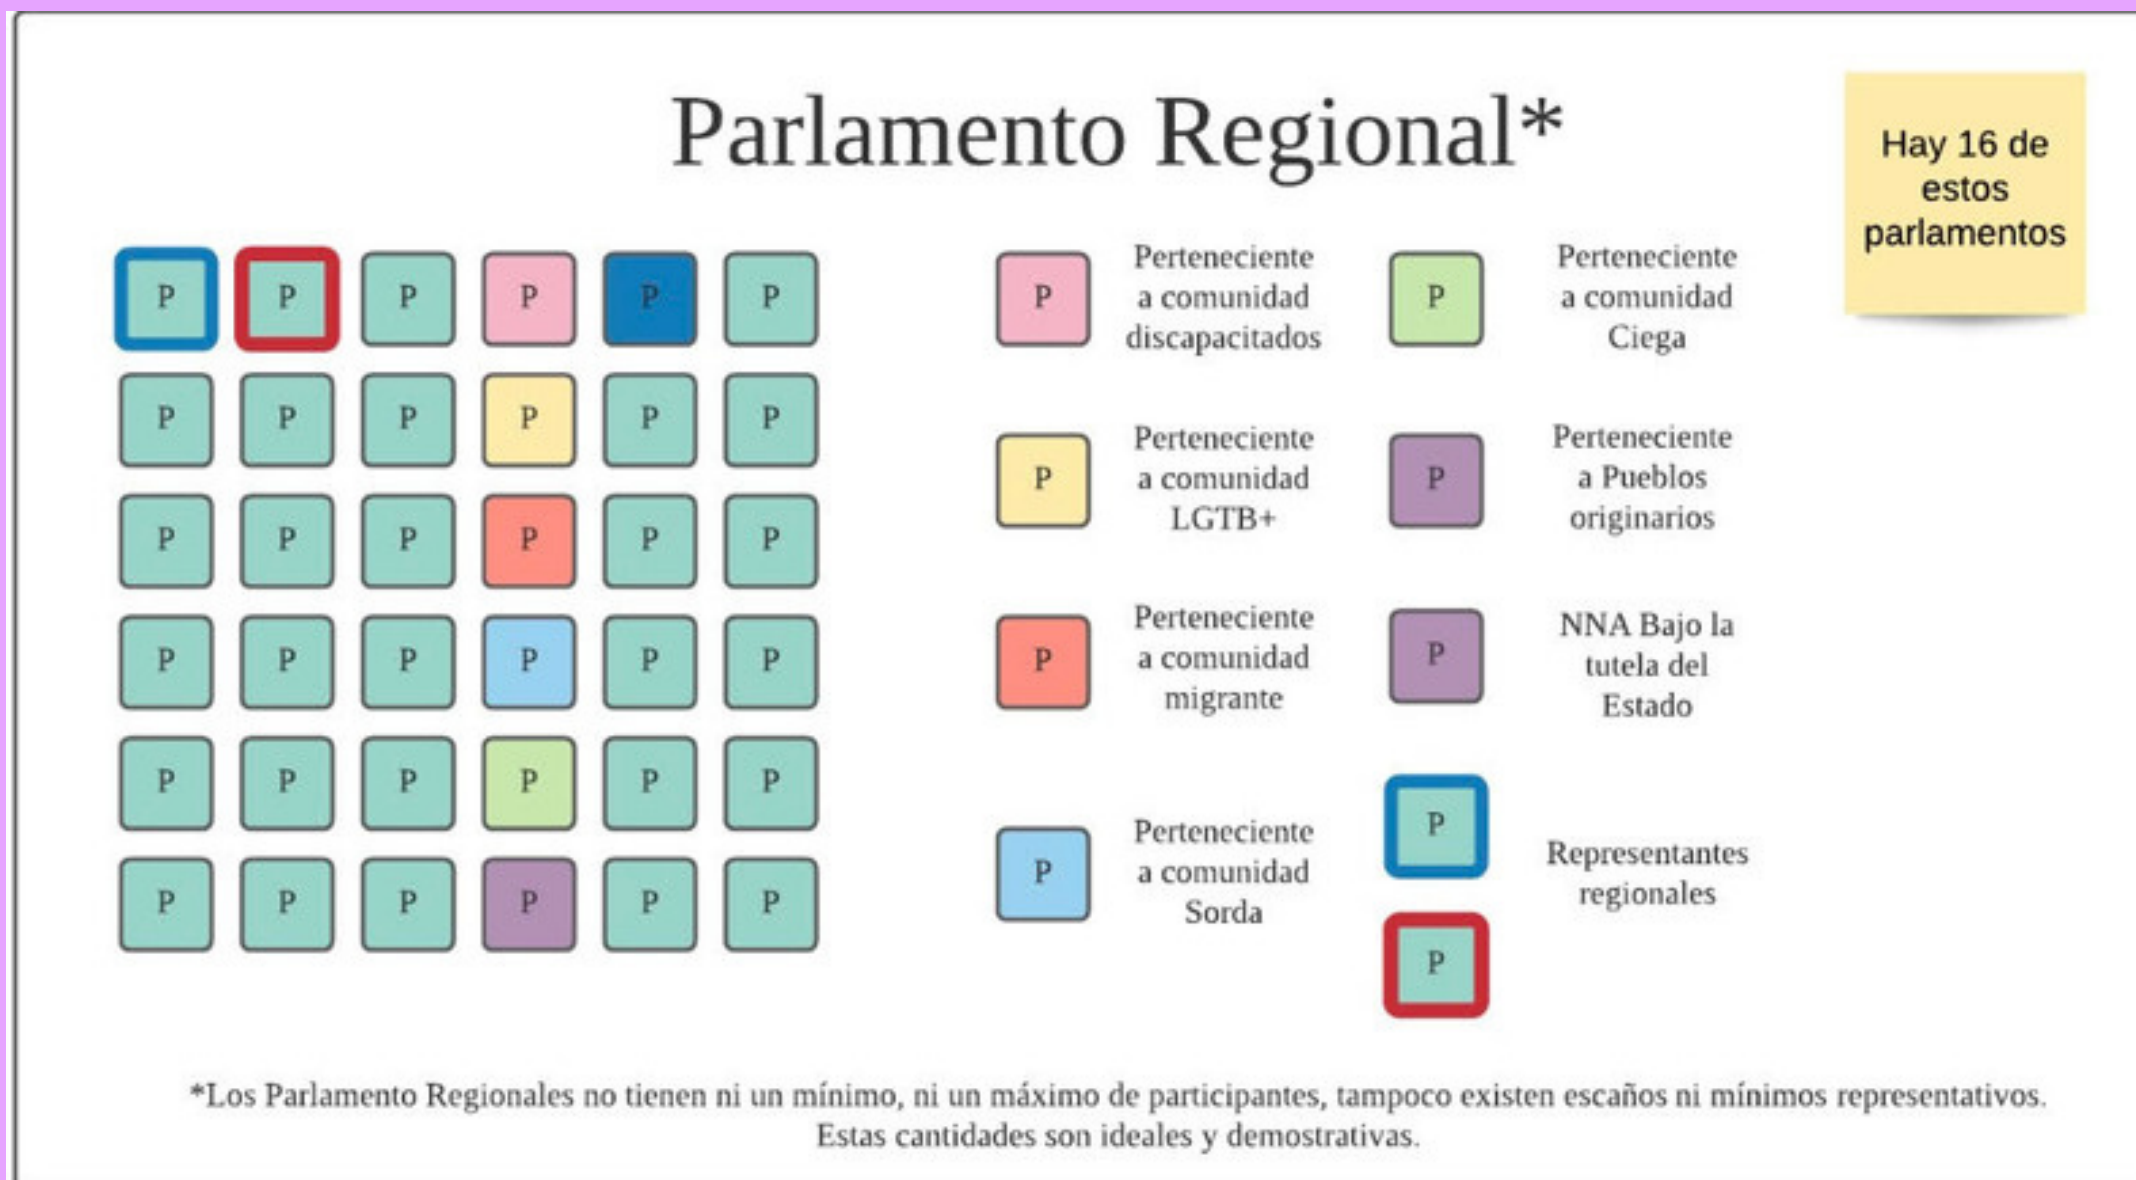 Parlamento Regional*
Hay 16 de
estos
parlamentos
P P P P P P
P P P P P P
P P P P P P
P P P P P P
P P P P P P
P P P P P P
P
Perteneciente
a comunidad
discapacitados
P
Perteneciente
a comunidad
Ciega
P
Perteneciente
a comunidad
LGTB+
P
Perteneciente
a Pueblos
originarios
P
Perteneciente
a comunidad
migrante
P
NNA Bajo la
tutela del
Estado
P
Perteneciente
a comunidad
Sorda
P
P
Representantes
regionales
*Los Parlamento Regionales no tienen ni un mínimo, ni un máximo de participantes, tampoco existen escaños ni mínimos representativos.
Estas cantidades son ideales y demostrativas.